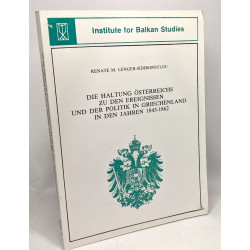 Institute for Balkan Studies
RENATE M. LENGER-SIDIROPOULOU
DIE HALTUNG ÖSTERREICHS
ZU DEN EREIGNISSEN
UND DER POLITIK IN GRIECHENLAND
IN DEN JAHREN 1843-1862